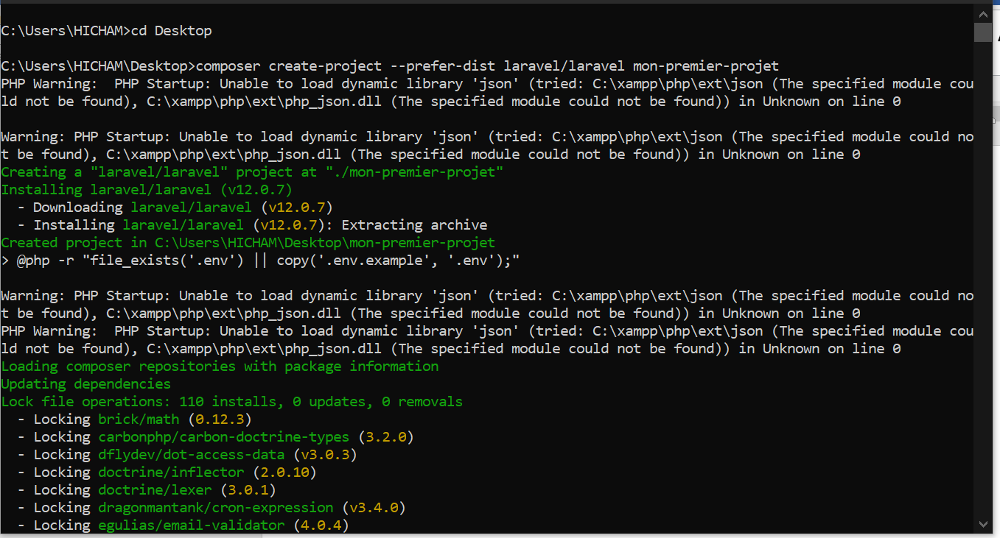 C:\Users\HICHAM>cd Desktop
C:\Users\HICHAM\Desktop>composer create-project --prefer-dist laravel/laravel mon-premier-projet
PHP Warning:  PHP Startup: Unable to load dynamic library 'json' (tried: C:\xampp\php\ext\json (The specified module cou
ld not be found), C:\xampp\php\ext\php_json.dll (The specified module could not be found)) in Unknown on line 0
Warning: PHP Startup: Unable to load dynamic library 'json' (tried: C:\xampp\php\ext\json (The specified module could no
t be found), C:\xampp\php\ext\php_json.dll (The specified module could not be found)) in Unknown on line 0
Creating a "laravel/laravel" project at "./mon-premier-projet"
Installing laravel/laravel (v12.0.7)
  - Downloading laravel/laravel (v12.0.7)
  - Installing laravel/laravel (v12.0.7): Extracting archive
Created project in C:\Users\HICHAM\Desktop\mon-premier-projet
> @php -r "file_exists('.env') || copy('.env.example', '.env');"
Warning: PHP Startup: Unable to load dynamic library 'json' (tried: C:\xampp\php\ext\json (The specified module could no
t be found), C:\xampp\php\ext\php_json.dll (The specified module could not be found)) in Unknown on line 0
PHP Warning:  PHP Startup: Unable to load dynamic library 'json' (tried: C:\xampp\php\ext\json (The specified module cou
ld not be found), C:\xampp\php\ext\php_json.dll (The specified module could not be found)) in Unknown on line 0
Loading composer repositories with package information
Updating dependencies
Lock file operations: 110 installs, 0 updates, 0 removals
  - Locking brick/math (0.12.3)
  - Locking carbonphp/carbon-doctrine-types (3.2.0)
  - Locking dflydev/dot-access-data (v3.0.3)
  - Locking doctrine/inflector (2.0.10)
  - Locking doctrine/lexer (3.0.1)
  - Locking dragonmantank/cron-expression (v3.4.0)
  - Locking egulias/email-validator (4.0.4)